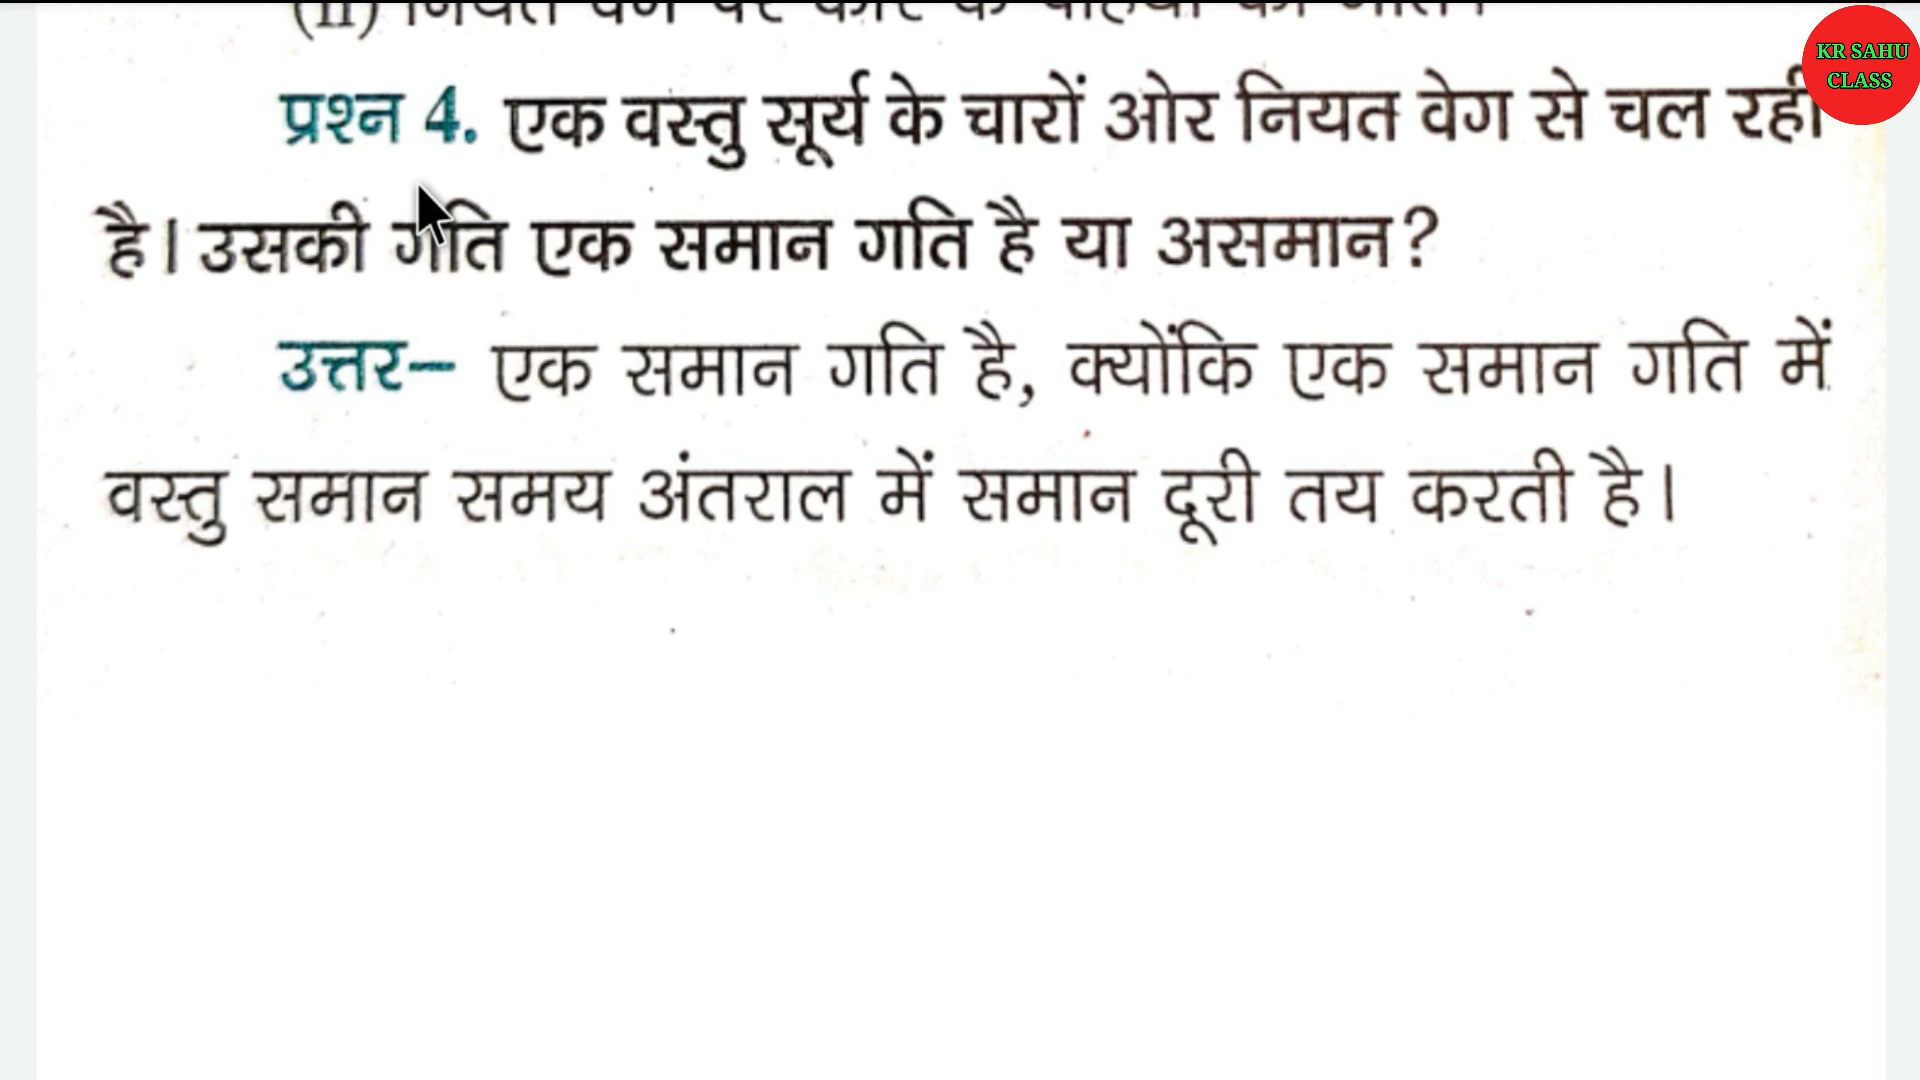 KR SAHU
CLASS
प्रश्न 4. एक वस्तु सूर्य के चारों ओर नियत वेग से चल रही
है। उसकी गति एक समान गति है या असमान?
उत्तर– एक समान गति है, क्योंकि एक समान गति में
वस्तु समान समय अंतराल में समान दूरी तय करती है।